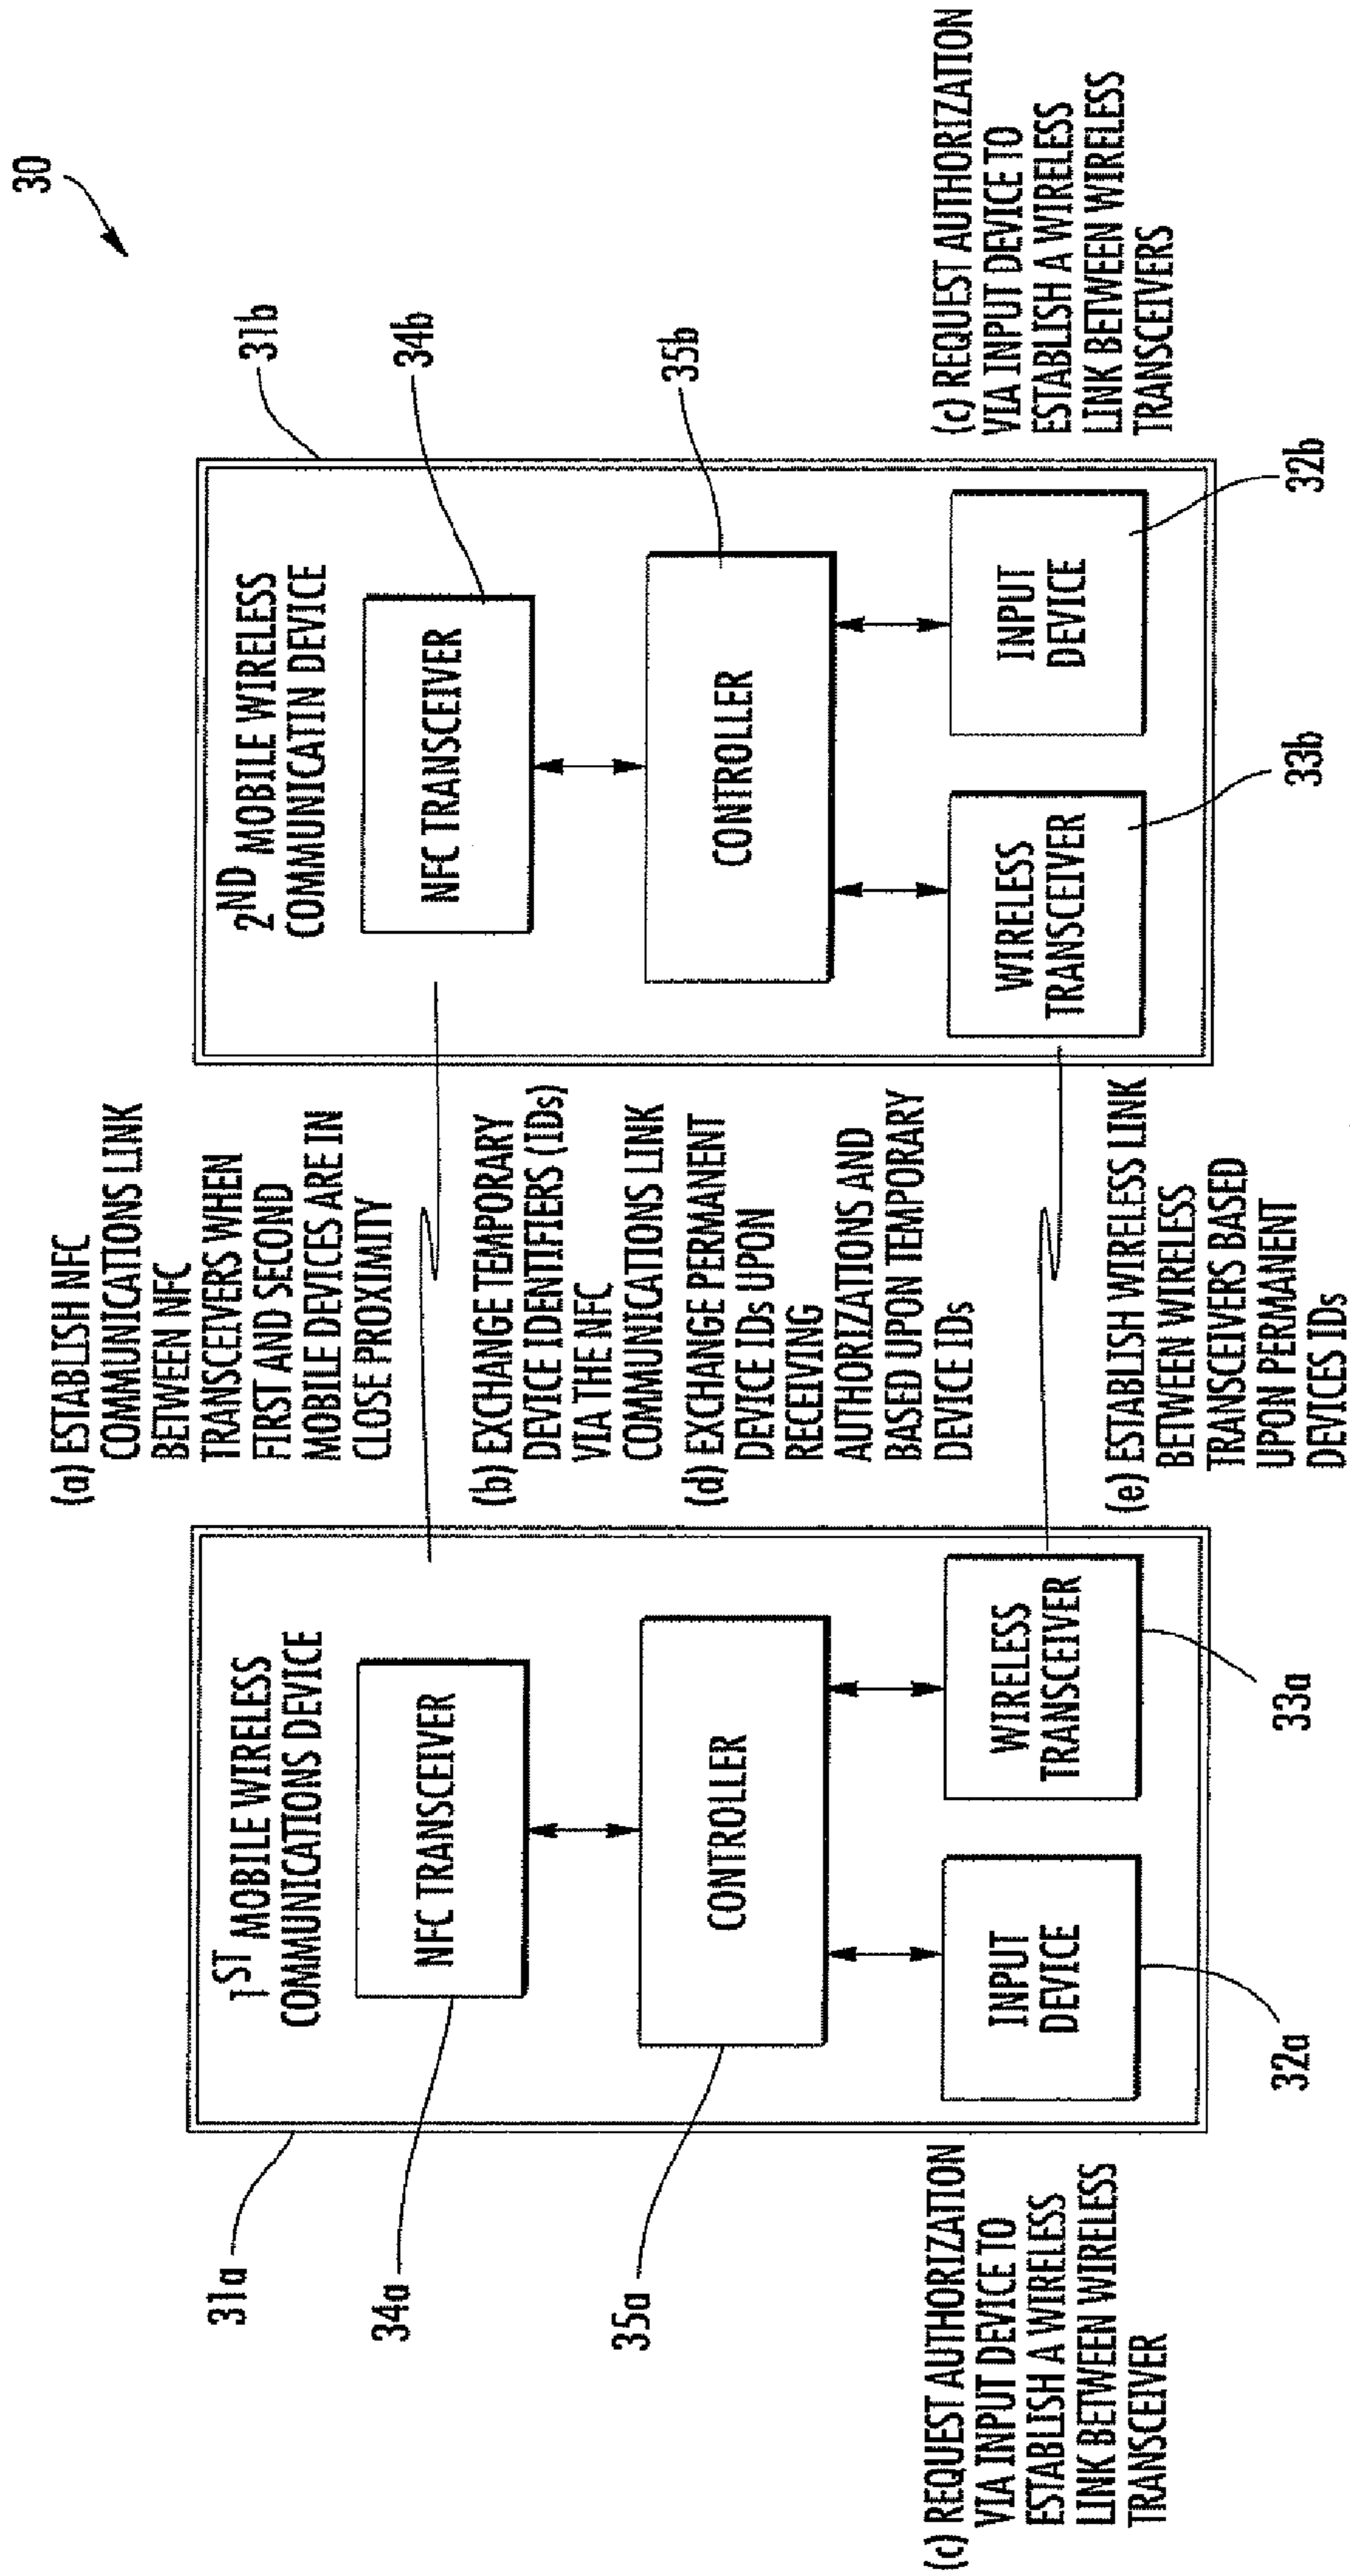 30
(a) ESTABLISH NFC
COMMUNICATIONS LINK
BETWEEN NFC
TRANSCEIVERS WHEN
FIRST AND SECOND
MOBILE DEVICES ARE IN
CLOSE PROXIMITY
(b) EXCHANGE TEMPORARY
DEVICE IDENTIFIERS (IDs)
VIA THE NFC
COMMUNICATIONS LINK
(d) EXCHANGE PERMANENT
DEVICE IDs UPON
RECEIVING
AUTHORIZATIONS AND
BASED UPON TEMPORARY
DEVICE IDs
(e) ESTABLISH WIRELESS LINK
BETWEEN WIRELESS
TRANSCEIVERS BASED
UPON PERMANENT
DEVICES IDs
31a
1ST MOBILE WIRELESS
COMMUNICATIONS DEVICE
34a
NFC TRANSCEIVER
35a
CONTROLLER
INPUT
DEVICE
32a
WIRELESS
TRANSCEIVER
33a
(c) REQUEST AUTHORIZATION
VIA INPUT DEVICE TO
ESTABLISH A WIRELESS
LINK BETWEEN WIRELESS
TRANSCEIVER
31b
2ND MOBILE WIRELESS
COMMUNICATIN DEVICE
34b
NFC TRANSCEIVER
35b
CONTROLLER
WIRELESS
TRANSCEIVER
33b
INPUT
DEVICE
32b
(c) REQUEST AUTHORIZATION
VIA INPUT DEVICE TO
ESTABLISH A WIRELESS
LINK BETWEEN WIRELESS
TRANSCEIVERS